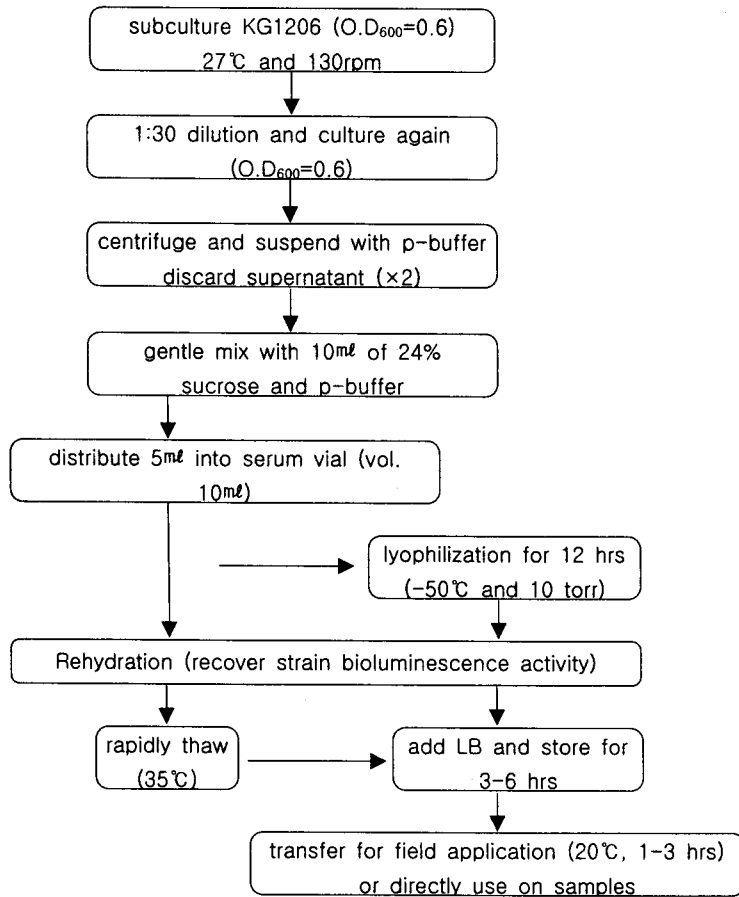 subculture KG1206 (O.D₆₀₀=0.6)
27℃ and 130rpm
1:30 dilution and culture again
(O.D₆₀₀=0.6)
centrifuge and suspend with p-buffer
discard supernatant (×2)
gentle mix with 10㎖ of 24%
sucrose and p-buffer
distribute 5㎖ into serum vial (vol.
10㎖)
lyophilization for 12 hrs
(-50℃ and 10 torr)
Rehydration (recover strain bioluminescence activity)
rapidly thaw
(35℃)
add LB and store for
3-6 hrs
transfer for field application (20℃, 1-3 hrs)
or directly use on samples